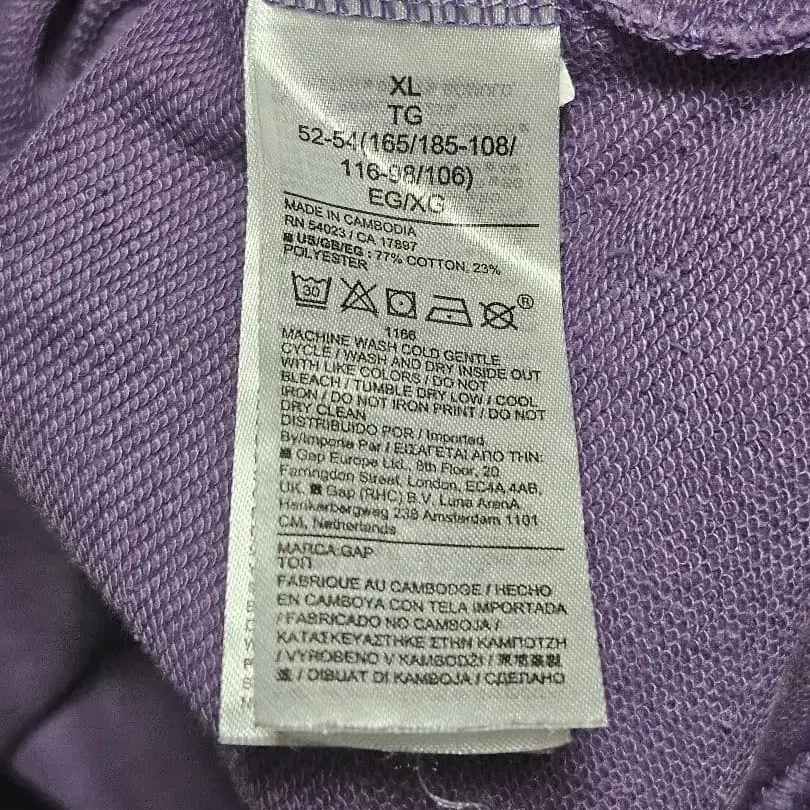 XL
TG
52-54(165/185-108/
116-98/106)
EG/XG
MADE IN CAMBODIA
RN 54023 / CA 17897
US/GB/EG : 77% COTTON, 23%
POLYESTER
30
®
1166
MACHINE WASH COLD GENTLE
CYCLE / WASH AND DRY INSIDE OUT
WITH LIKE COLORS / DO NOT
BLEACH / TUMBLE DRY LOW / COOL
IRON / DO NOT IRON PRINT / DO NOT
DRY CLEAN
DISTRIBUIDO POR / Imported
By/Importe Par / ΕΙΣΑΓΕΤΑΙ ΑΠΟ ΤΗΝ:
Gap Europe Ltd., 8th Floor, 20
Farringdon Street, London, EC4A 4AB,
UK. Gap (RHC) B.V. Luna ArenA,
Herikerbergweg 238 Amsterdam 1101
CM, Netherlands
MARCA:GAP
ТОП
FABRIQUE AU CAMBODGE / HECHO
EN CAMBOYA CON TELA IMPORTADA
/ FABRICADO NO CAMBOJA /
ΚΑΤΑΣΚΕΥΑΣΤΗΚΕ ΣΤΗΝ ΚΑΜΠΟΤΖΗ
/ VYROBENO V KAMBODŽI /
/ DIBUAT DI KAMBOJA / СДЕЛАНО